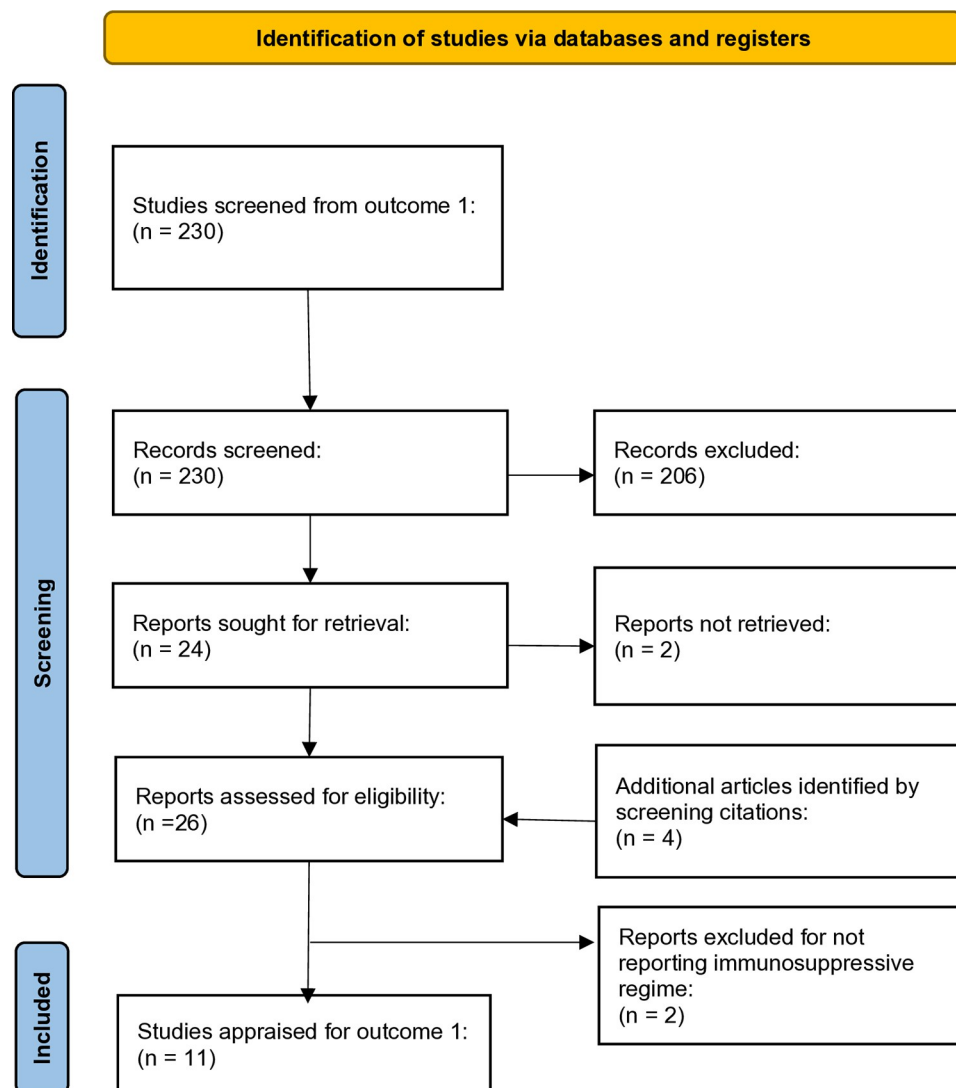 Identification of studies via databases and registers
Identification
Studies screened from outcome 1:
(n = 230)
Screening
Records screened:
(n = 230)
Records excluded:
(n = 206)
Reports sought for retrieval:
(n = 24)
Reports not retrieved:
(n = 2)
Reports assessed for eligibility:
(n =26)
Additional articles identified by
screening citations:
(n = 4)
Reports excluded for not
reporting immunosuppressive
regime:
(n = 2)
Included
Studies appraised for outcome 1:
(n = 11)